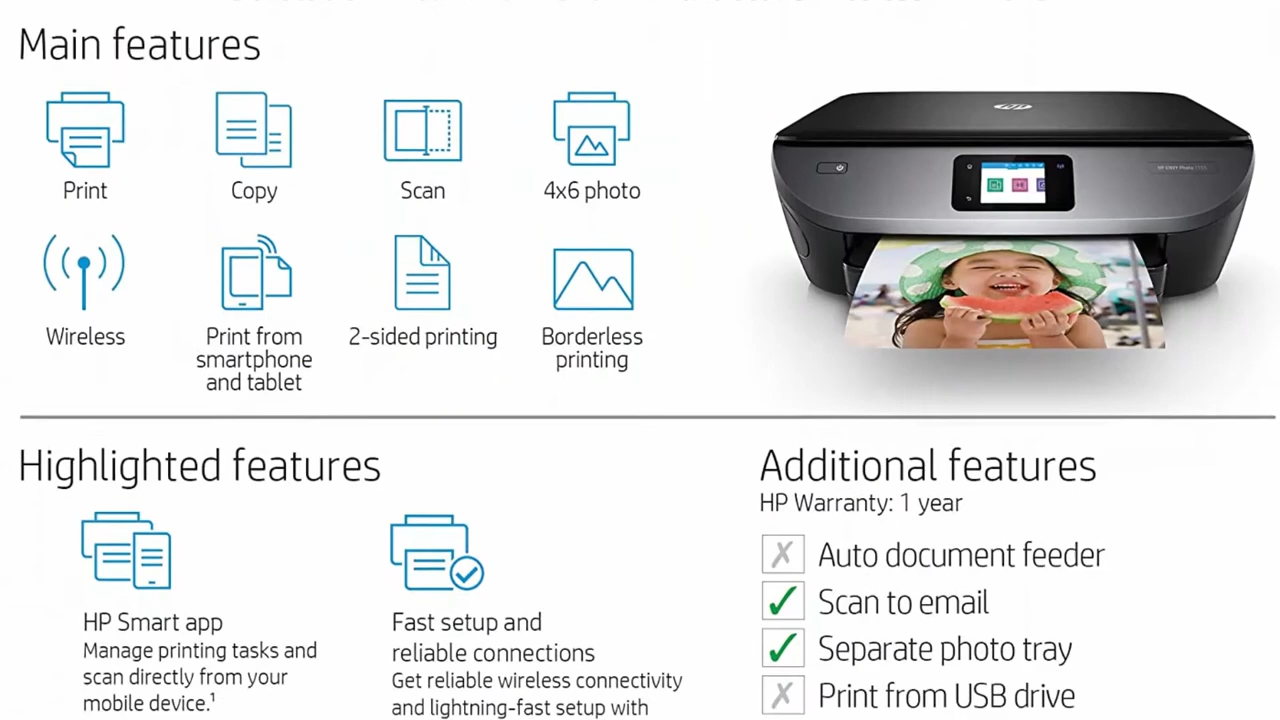 Main features
Print
Copy
Scan
4x6 photo
Wireless
Print from
smartphone
and tablet
2-sided printing
Borderless
printing
hp
Highlighted features
HP Smart app
Manage printing tasks and
scan directly from your
mobile device.¹
Fast setup and
reliable connections
Get reliable wireless connectivity
and lightning-fast setup with
Additional features
HP Warranty: 1 year
Auto document feeder
Scan to email
Separate photo tray
Print from USB drive